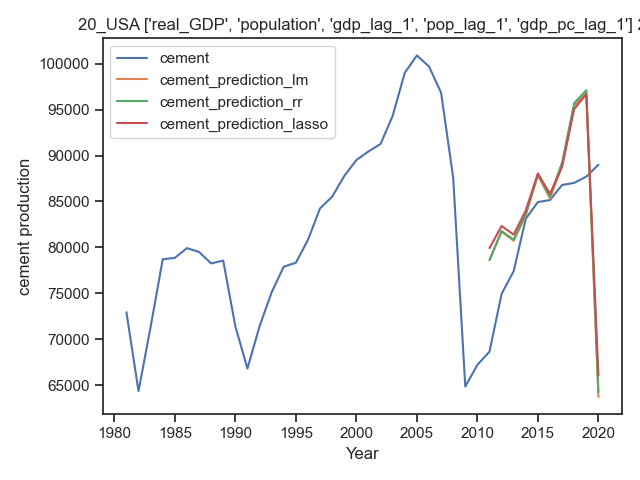 20_USA ['real_GDP', 'population', 'gdp_lag_1', 'pop_lag_1', 'gdp_pc_lag_1']
cement
cement_prediction_lm
cement_prediction_rr
cement_prediction_lasso
cement production
100000
95000
90000
85000
80000
75000
70000
65000
1980
1985
1990
1995
2000
2005
2010
2015
2020
Year